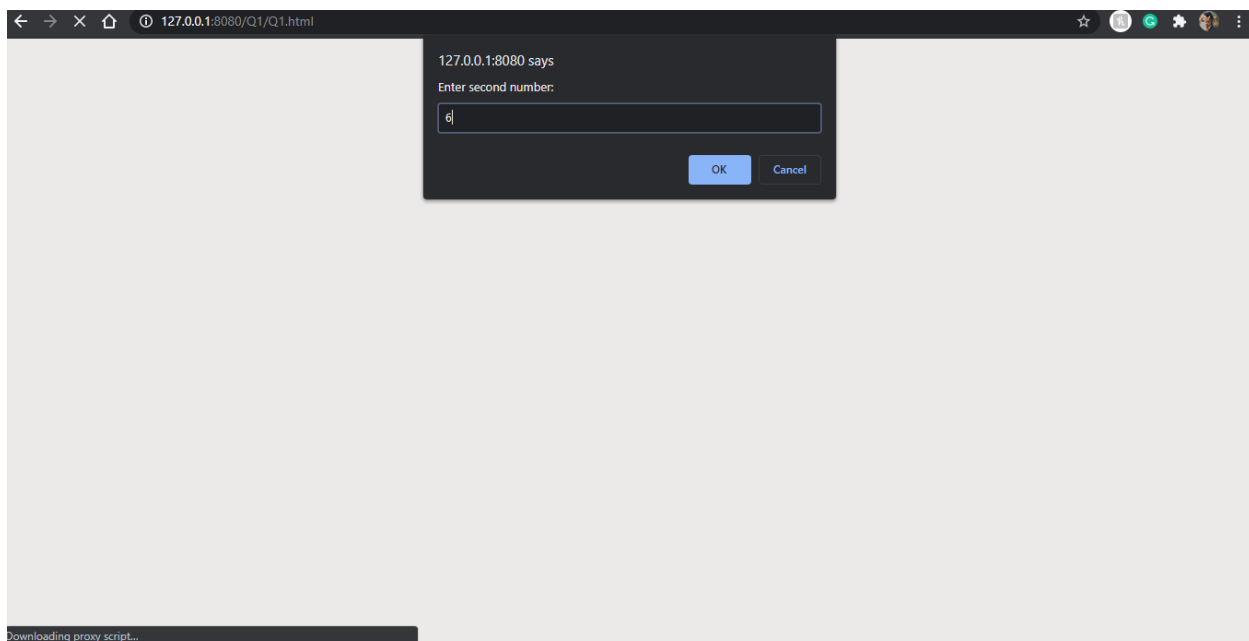 127.0.0.1:8080/Q1/Q1.html
127.0.0.1:8080 says
Enter second number:
6
OK
Cancel
Downloading proxy script...